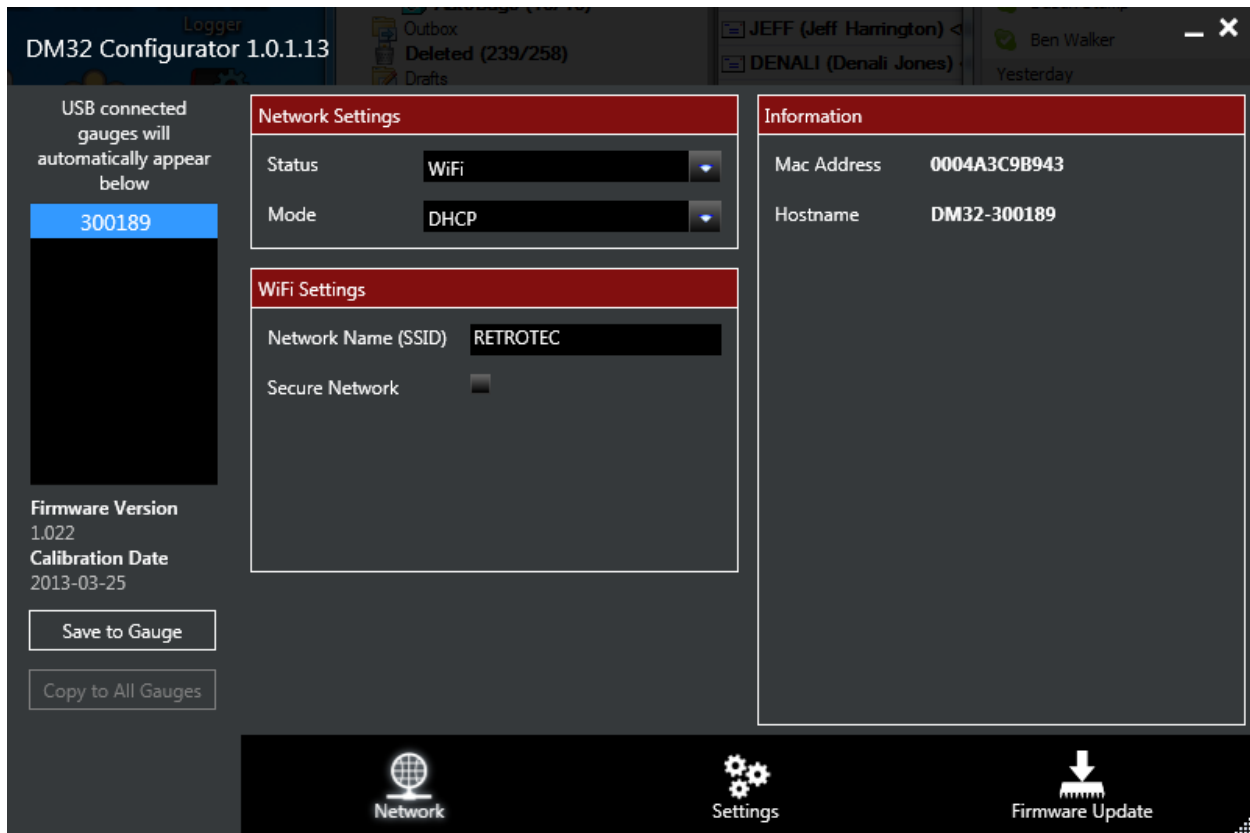 Logger
Outbox
Deleted (239/258)
Drafts
JEFF (Jeff Harrington)
DENALI (Denali Jones)
Ben Walker
Yesterday
DM32 Configurator 1.0.1.13
USB connected
gauges will
automatically appear
below
300189
Firmware Version
1.022
Calibration Date
2013-03-25
Save to Gauge
Copy to All Gauges
Network Settings
Status WiFi
Mode DHCP
WiFi Settings
Network Name (SSID) RETROTEC
Secure Network
Information
Mac Address 0004A3C9B943
Hostname DM32-300189
Network
Settings
Firmware Update